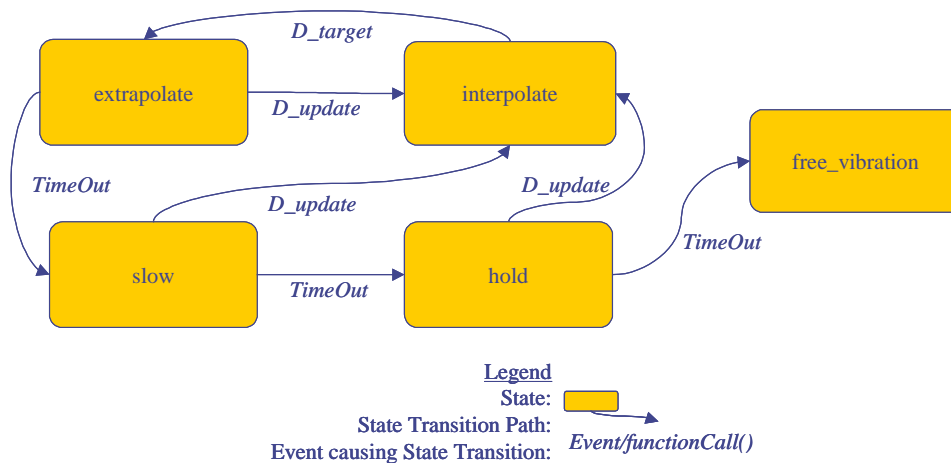 D_target
extrapolate
interpolate
D_update
free_vibration
TimeOut
D_update
D_update
TimeOut
slow
hold
TimeOut
Legend
State:
State Transition Path:
Event/functionCall()
Event causing State Transition: